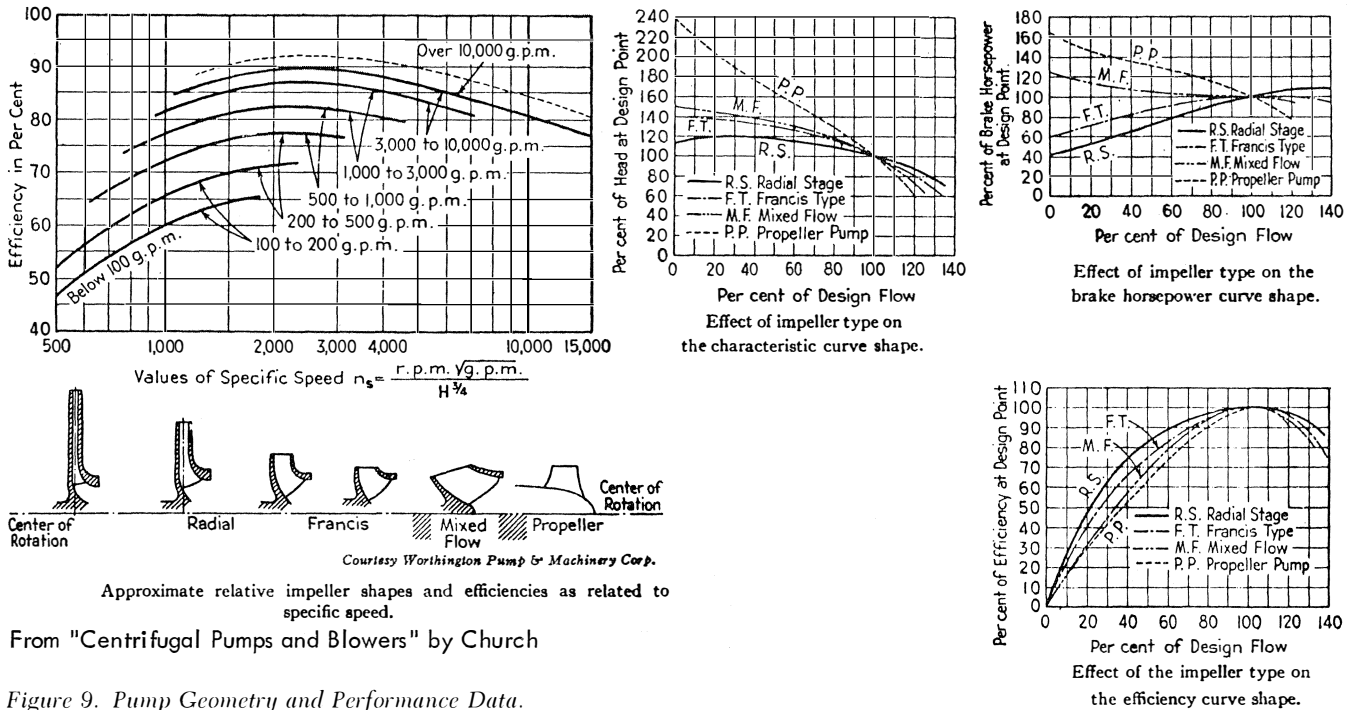 Efficiency in Per Cent
100
90
80
70
60
50
40
500
1,000
2,000
3,000
4,000
10,000
15,000
Over 10,000 g.p.m.
3,000 to 10,000 g.p.m.
1,000 to 3,000 g.p.m.
500 to 1,000 g.p.m.
200 to 500 g.p.m.
100 to 200 g.p.m.
Below 100 g.p.m.
Values of Specific Speed nₛ = r.p.m. √g.p.m. / H ¾
Center of Rotation
Radial
Francis
Mixed Flow
Propeller
Center of Rotation
Courtesy Worthington Pump & Machinery Corp.
Approximate relative impeller shapes and efficiencies as related to
specific speed.
From "Centrifugal Pumps and Blowers" by Church
Figure 9. Pump Geometry and Performance Data.
Per cent of Head at Design Point
240
220
200
180
160
140
120
100
80
60
40
20
0
P.P.
M.F.
F.T.
R.S.
R.S. Radial Stage
F.T. Francis Type
M.F. Mixed Flow
P.P. Propeller Pump
0 20 40 60 80 100 120 140
Per cent of Design Flow
Effect of impeller type on
the characteristic curve shape.
Percent of Brake Horsepower
at Design Point
180
160
140
120
100
80
60
40
20
0
P.P.
M.F.
F.T.
R.S.
R.S. Radial Stage
F.T. Francis Type
M.F. Mixed Flow
P.P. Propeller Pump
0 20 40 60 80 100 120 140
Per cent of Design Flow
Effect of impeller type on the
brake horsepower curve shape.
Per cent of Efficiency at Design Point
110
100
90
80
70
60
50
40
30
20
10
0
F.T.
M.F.
R.S.
P.P.
R.S. Radial Stage
F.T. Francis Type
M.F. Mixed Flow
P.P. Propeller Pump
0 20 40 60 80 100 120 140
Per cent of Design Flow
Effect of the impeller type on
the efficiency curve shape.